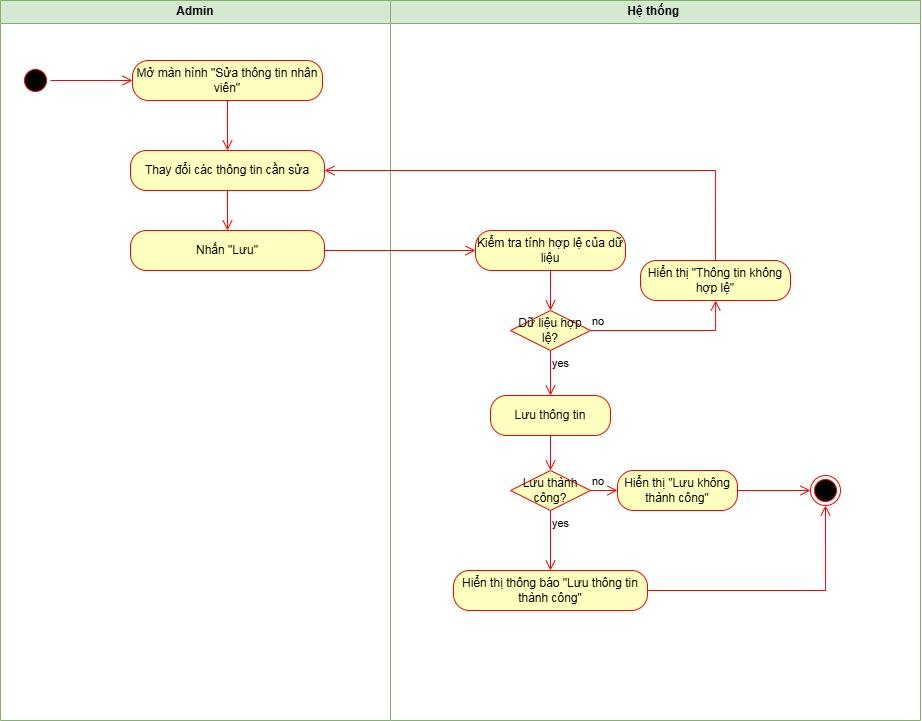 Admin
Hệ thống
Mở màn hình "Sửa thông tin nhân
viên"
Thay đổi các thông tin cần sửa
Nhấn "Lưu"
Kiểm tra tính hợp lệ của dữ
liệu
Hiển thị "Thông tin không
hợp lệ"
Dữ liệu hợp
lệ?
no
yes
Lưu thông tin
Lưu thành
công?
no
Hiển thị "Lưu không
thành công"
yes
Hiển thị thông báo "Lưu thông tin
thành công"